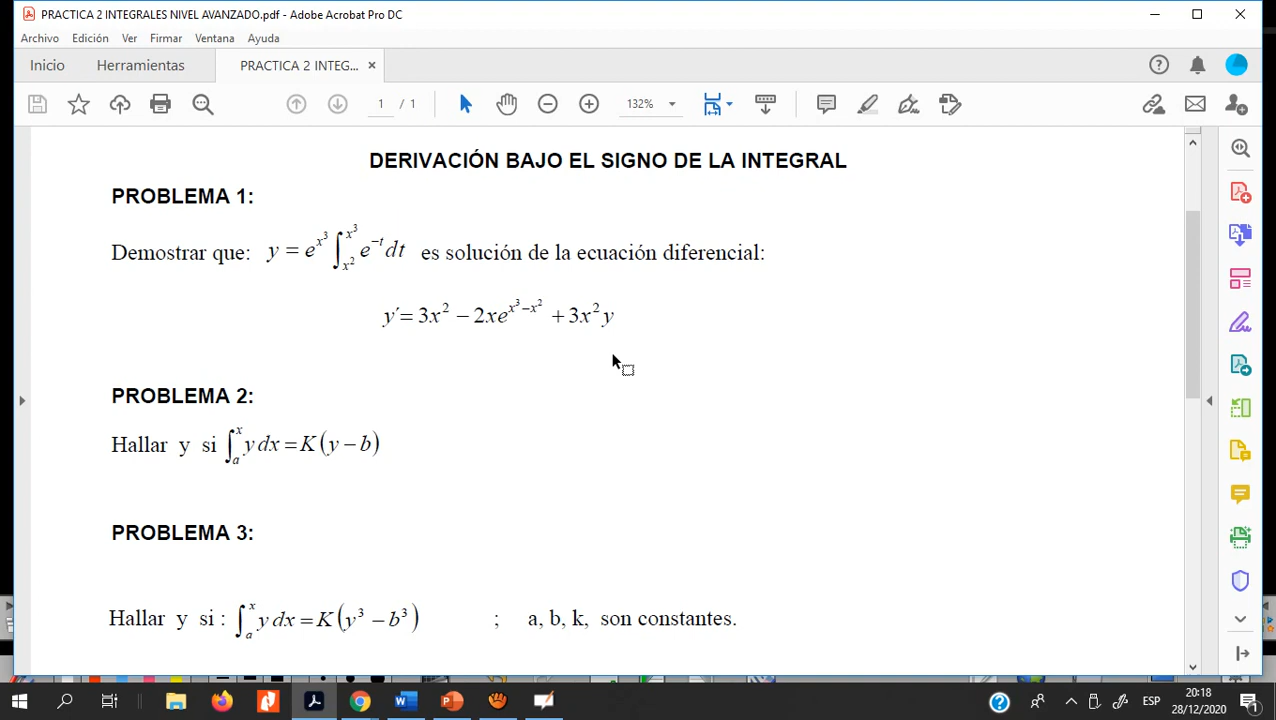 PRACTICA 2 INTEGRALES NIVEL AVANZADO.pdf - Adobe Acrobat Pro DC
Archivo Edición Ver Firmar Ventana Ayuda
Inicio Herramientas PRACTICA 2 INTEG... ×
1 / 1 132%
DERIVACIÓN BAJO EL SIGNO DE LA INTEGRAL
PROBLEMA 1:
Demostrar que: y = e^{x^3} ∫_{x^2}^{x^3} e^{-t} dt es solución de la ecuación diferencial:
y´= 3x^2 − 2xe^{x^3−x^2} + 3x^2 y
PROBLEMA 2:
Hallar y si ∫_a^x y dx = K(y − b)
PROBLEMA 3:
Hallar y si : ∫_a^x y dx = K(y^3 − b^3) ; a, b, k, son constantes.
ESP 20:18
28/12/2020